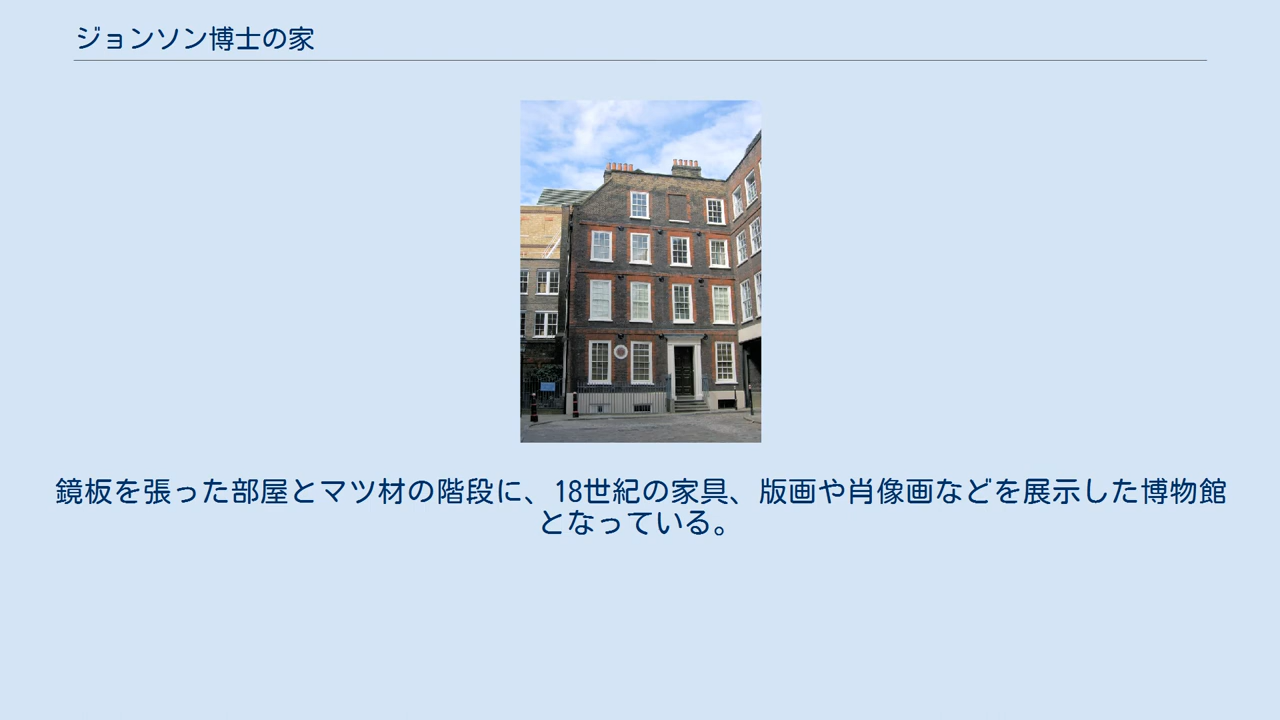 ジョンソン博士の家
鏡板を張った部屋とマツ材の階段に、18世紀の家具、版画や肖像画などを展示した博物館
となっている。